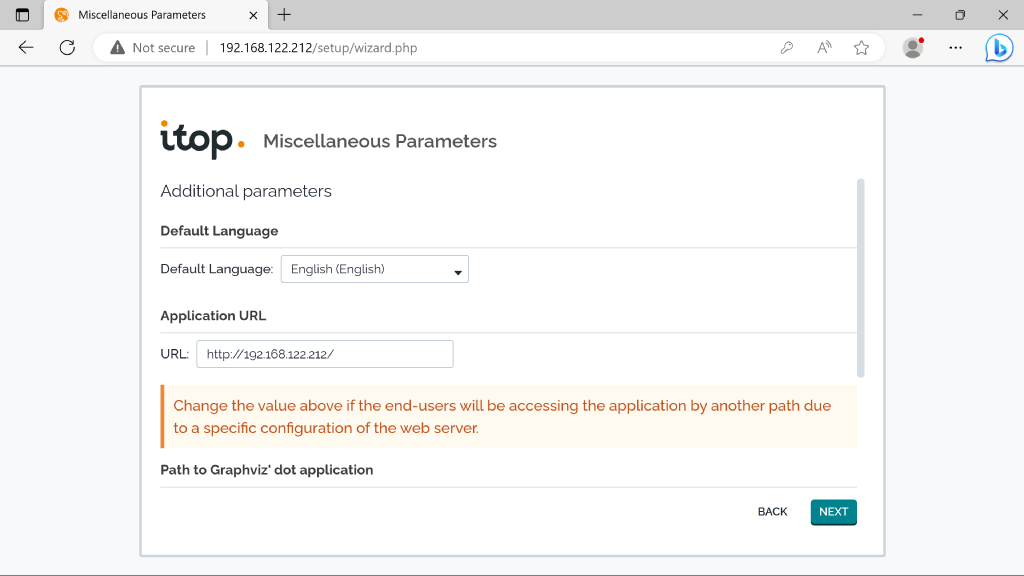 Miscellaneous Parameters
Not secure
192.168.122.212/setup/wizard.php
itop
Miscellaneous Parameters
Additional parameters
Default Language
Default Language:
English (English)
Application URL
URL:
http://192.168.122.212/
Change the value above if the end-users will be accessing the application by another path due
to a specific configuration of the web server.
Path to Graphviz' dot application
BACK
NEXT